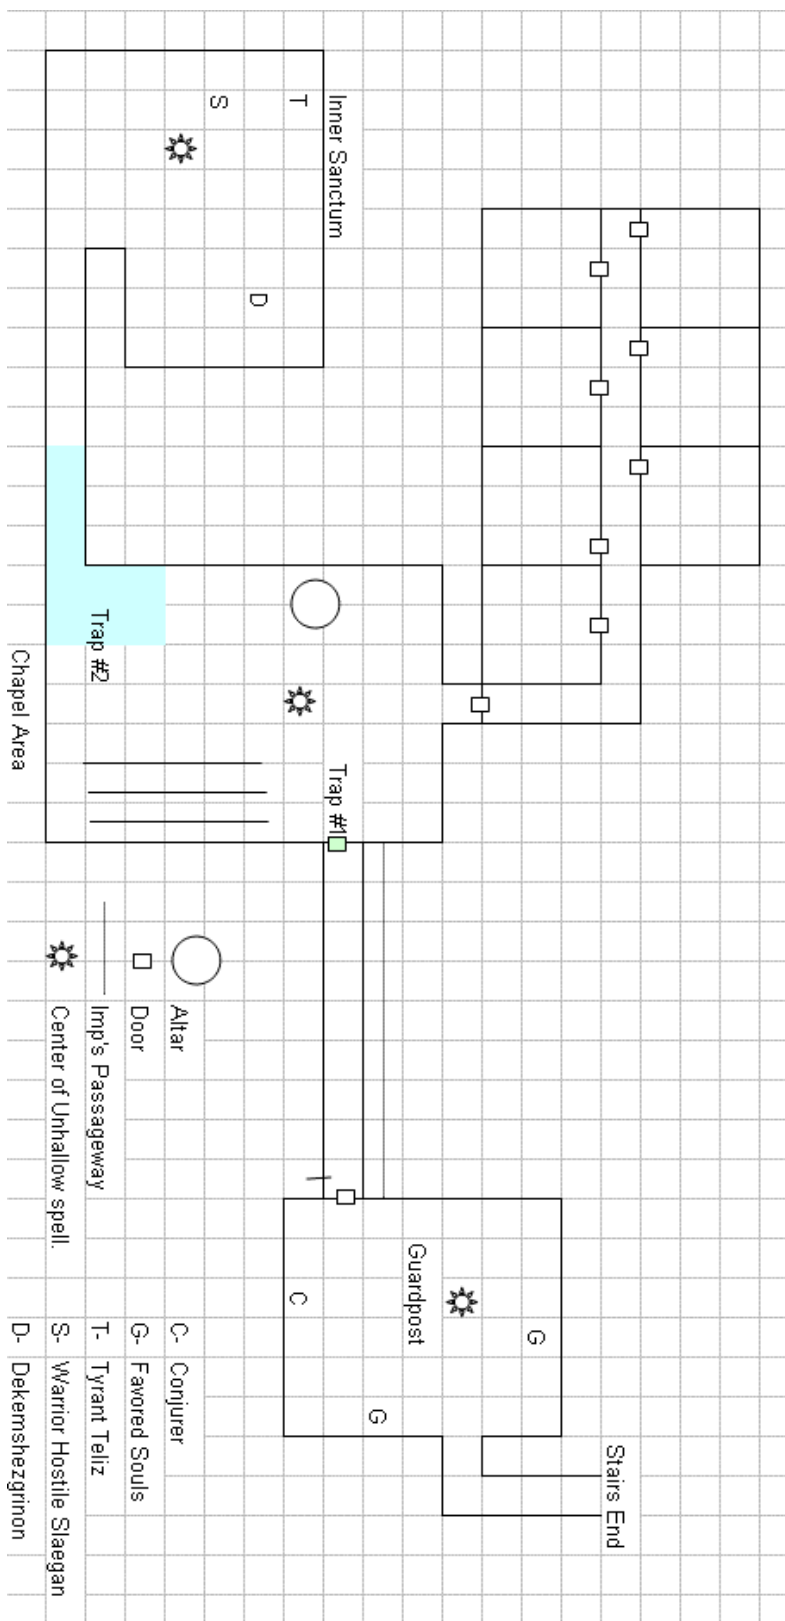 Inner Sanctum
T
S
D
Trap #2
Chapel Area
Trap #1
Guardpost
G
G
C
Stairs End
Altar
Door
Imp's Passageway
Center of Unhallow spell.
C- Conjurer
G- Favored Souls
T- Tyrant Teliz
S- Warrior Hostile Slaegan
D- Dekemshezgrinon